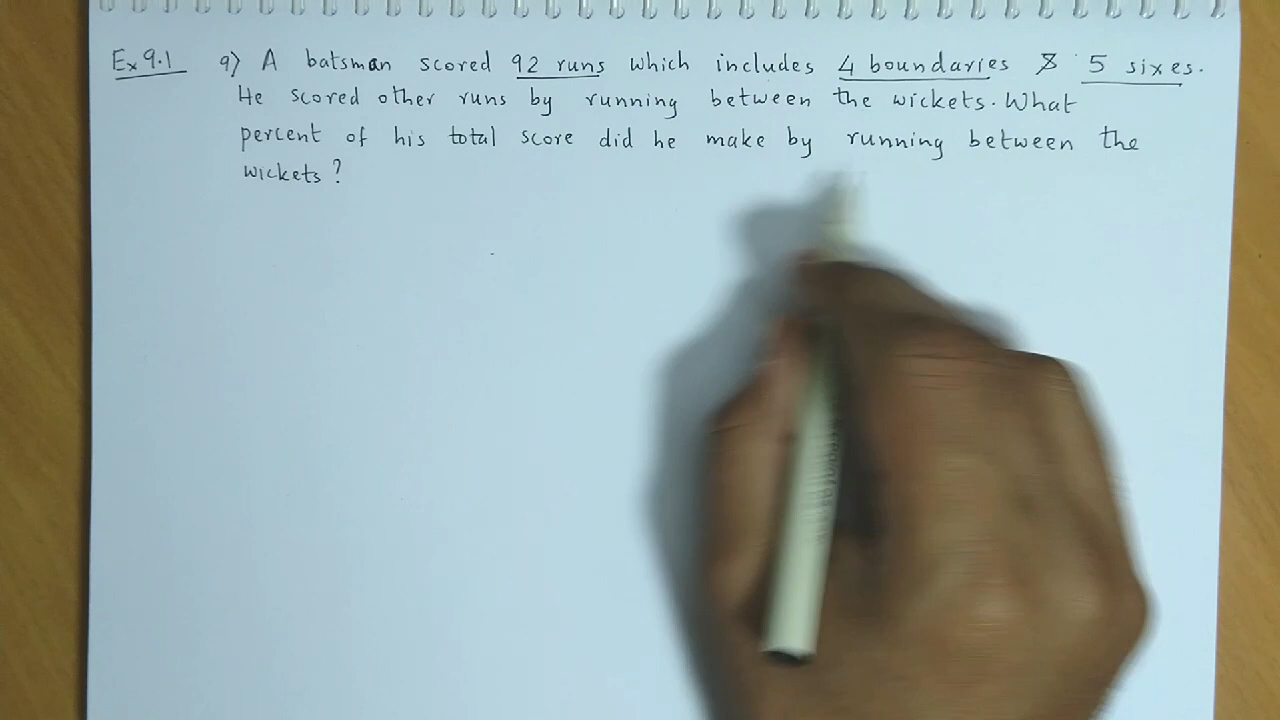 Ex 9.1 9) A batsman scored 92 runs which includes 4 boundaries & 5 sixes.
He scored other runs by running between the wickets. What
percent of his total score did he make by running between the
wickets ?